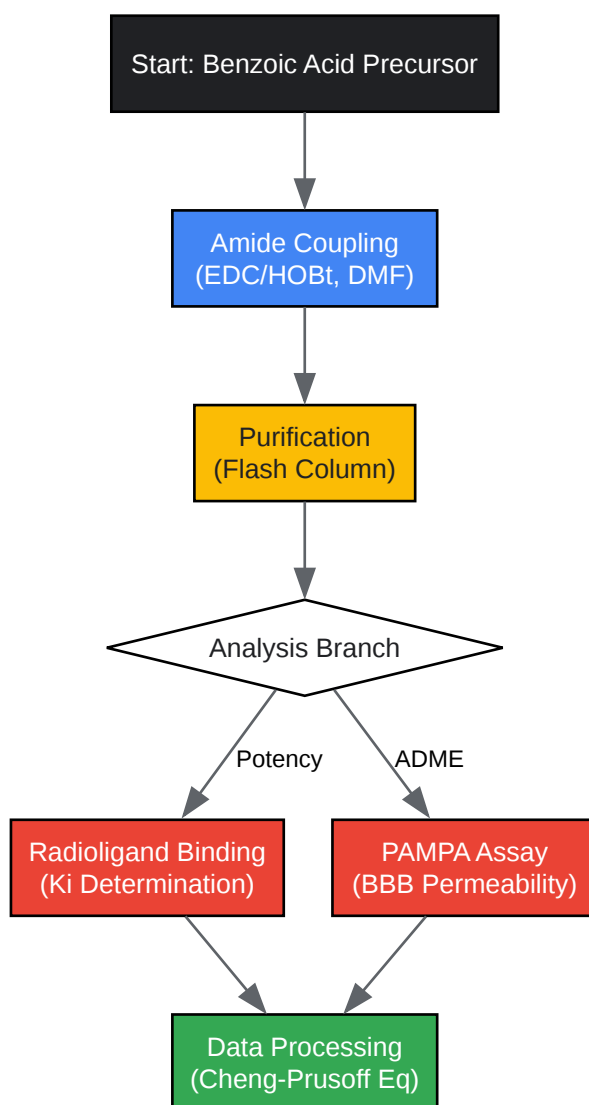 Start: Benzoic Acid Precursor
Amide Coupling
(EDC/HOBt, DMF)
Purification
(Flash Column)
Analysis Branch
Potency
ADME
Radioligand Binding
(Ki Determination)
PAMPA Assay
(BBB Permeability)
Data Processing
(Cheng-Prusoff Eq)